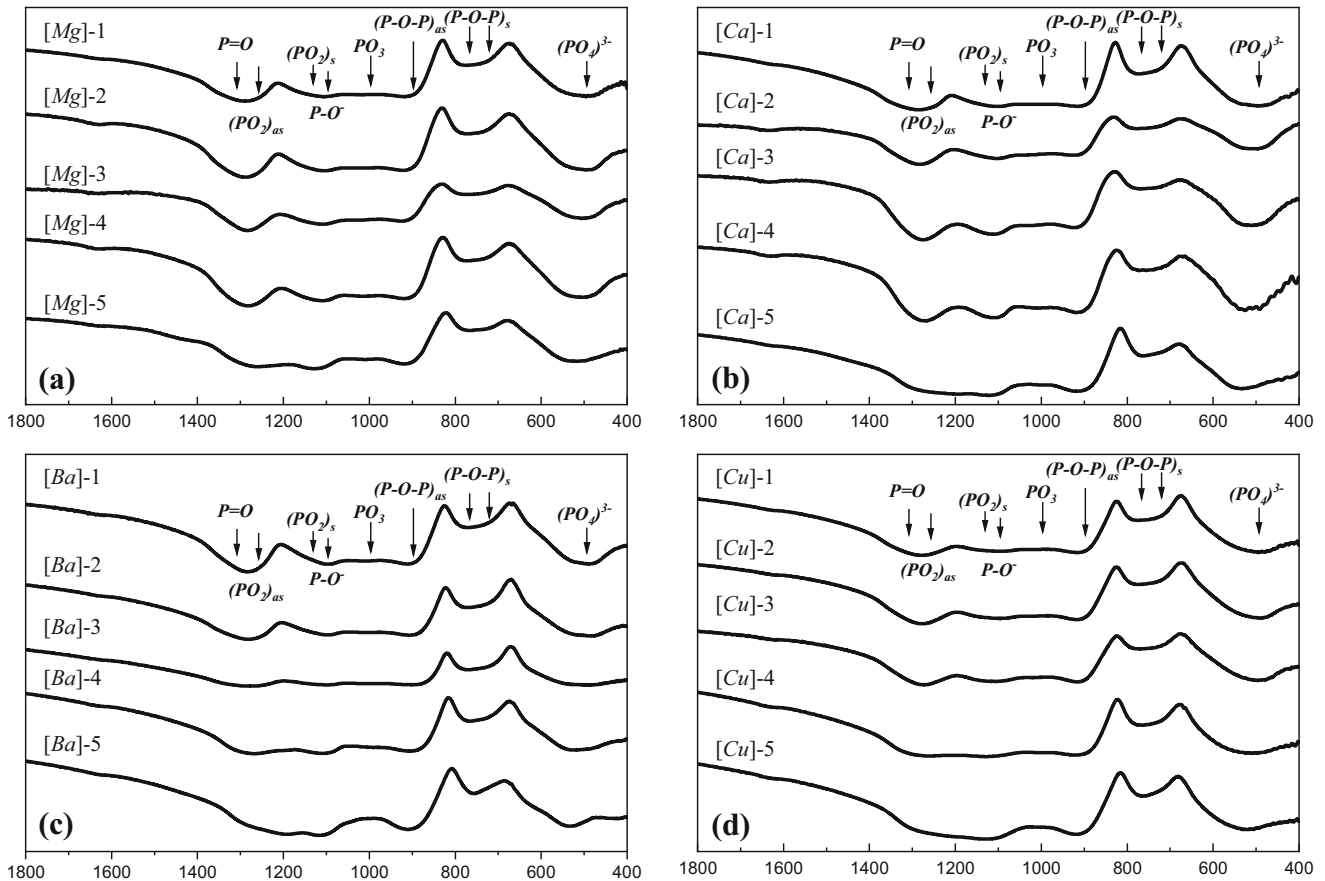 [Mg]-1
P=O
(PO2)s
PO3
(P-O-P)as
(P-O-P)s
(PO4)3-
[Mg]-2
(PO2)as
P-O-
[Mg]-3
[Mg]-4
[Mg]-5
(a)
1800 1600 1400 1200 1000 800 600 400
[Ca]-1
P=O
(PO2)s
PO3
(P-O-P)as
(P-O-P)s
(PO4)3-
[Ca]-2
(PO2)as
P-O-
[Ca]-3
[Ca]-4
[Ca]-5
(b)
1800 1600 1400 1200 1000 800 600 400
[Ba]-1
P=O
(PO2)s
PO3
(P-O-P)as
(P-O-P)s
(PO4)3-
[Ba]-2
(PO2)as
P-O-
[Ba]-3
[Ba]-4
[Ba]-5
(c)
1800 1600 1400 1200 1000 800 600 400
[Cu]-1
P=O
(PO2)s
PO3
(P-O-P)as
(P-O-P)s
(PO4)3-
[Cu]-2
(PO2)as
P-O-
[Cu]-3
[Cu]-4
[Cu]-5
(d)
1800 1600 1400 1200 1000 800 600 400